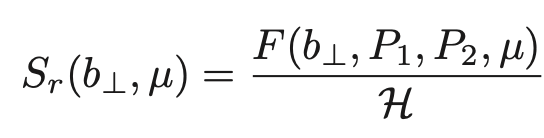 S_r(b_⊥, μ) = F(b_⊥, P_1, P_2, μ) / ℋ